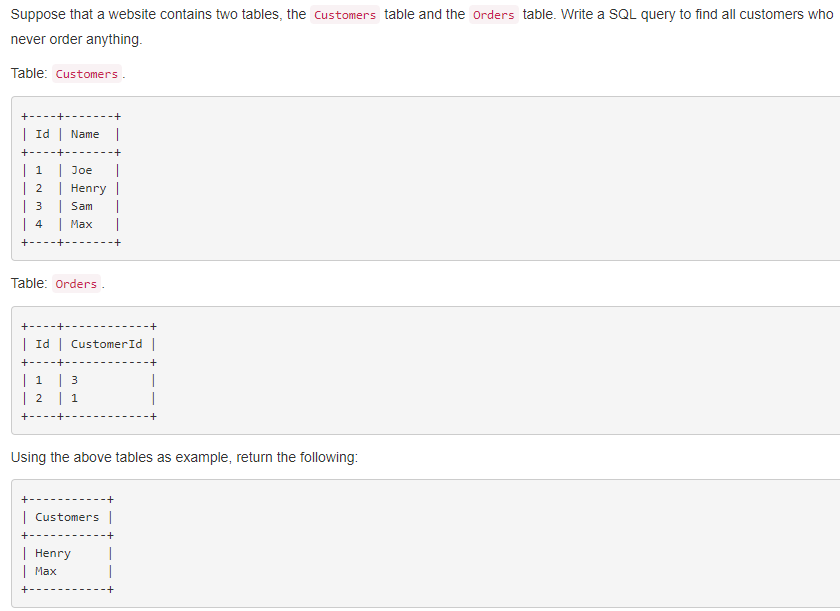 Suppose that a website contains two tables, the Customers table and the Orders table. Write a SQL query to find all customers who
never order anything.
Table: Customers.
+----+-------+
| Id | Name  |
+----+-------+
| 1  | Joe   |
| 2  | Henry |
| 3  | Sam   |
| 4  | Max   |
+----+-------+
Table: Orders.
+----+------------+
| Id | CustomerId |
+----+------------+
| 1  | 3          |
| 2  | 1          |
+----+------------+
Using the above tables as example, return the following:
+-----------+
| Customers |
+-----------+
| Henry     |
| Max       |
+-----------+